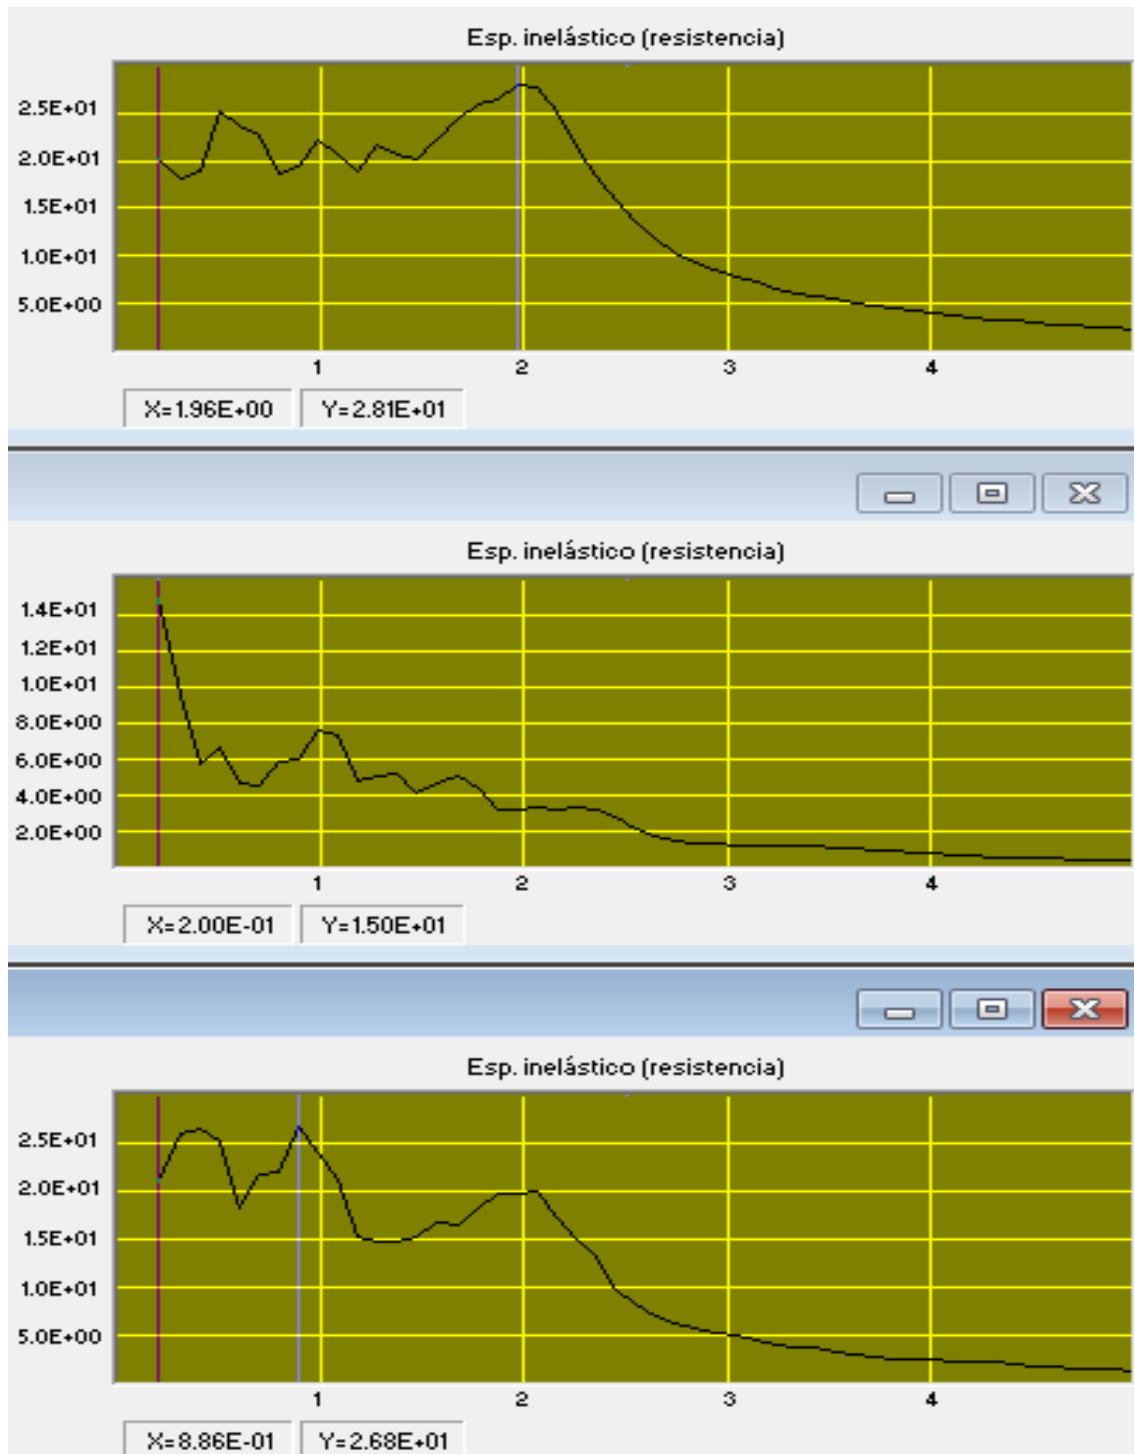 Esp. inelástico (resistencia)
2.5E+01
2.0E+01
1.5E+01
1.0E+01
5.0E+00
1 2 3 4
X=1.96E+00 Y=2.81E+01
Esp. inelástico (resistencia)
1.4E+01
1.2E+01
1.0E+01
8.0E+00
6.0E+00
4.0E+00
2.0E+00
1 2 3 4
X=2.00E-01 Y=1.50E+01
Esp. inelástico (resistencia)
2.5E+01
2.0E+01
1.5E+01
1.0E+01
5.0E+00
1 2 3 4
X=8.86E-01 Y=2.68E+01